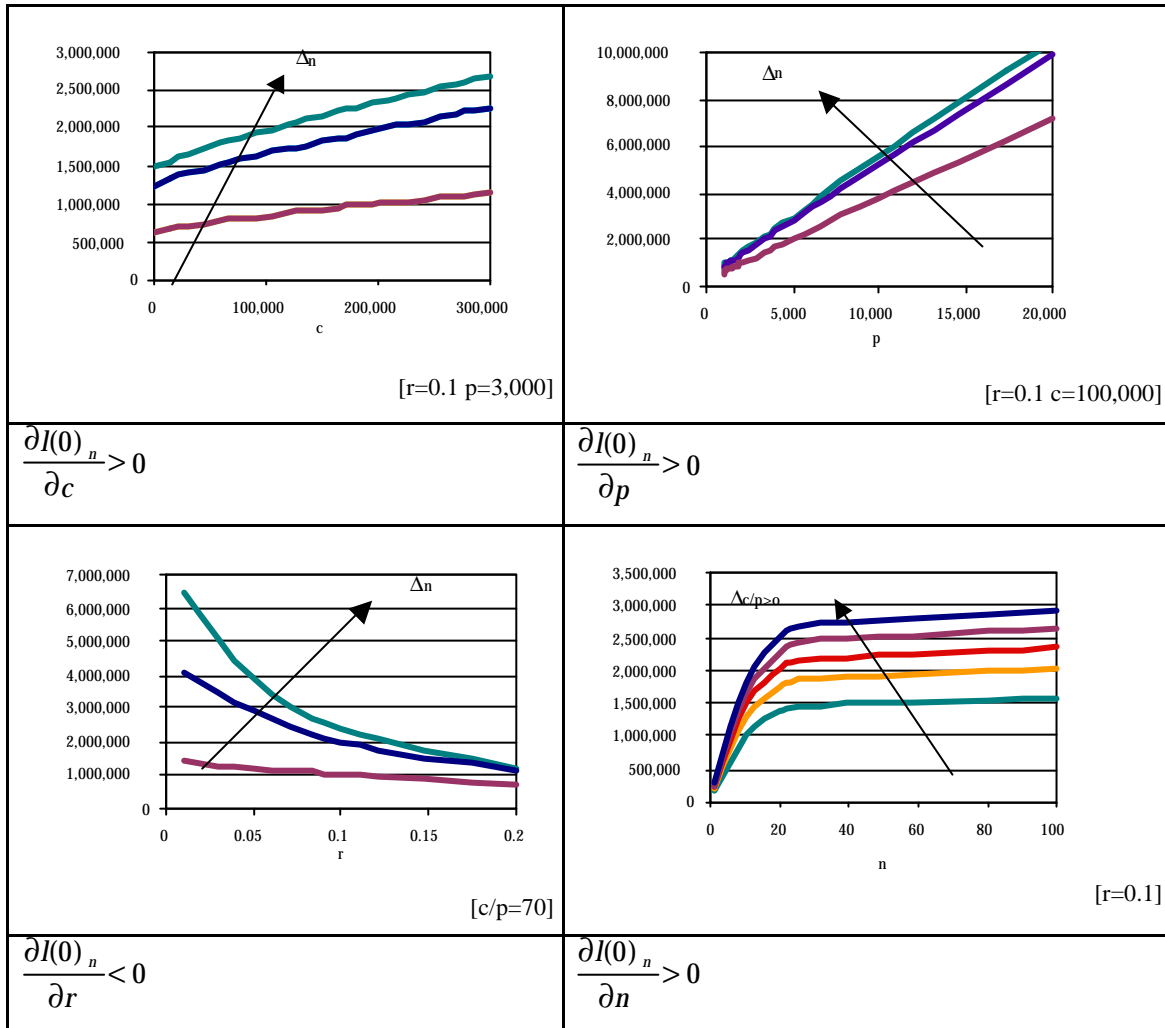 3,000,000
2,500,000
2,000,000
1,500,000
1,000,000
500,000
0
Δn
0 100,000 200,000 300,000
c
[r=0.1 p=3,000]
10,000,000
8,000,000
6,000,000
4,000,000
2,000,000
0
Δn
0 5,000 10,000 15,000 20,000
p
[r=0.1 c=100,000]
∂I(0)ₙ/∂c > 0
∂I(0)ₙ/∂p > 0
7,000,000
6,000,000
5,000,000
4,000,000
3,000,000
2,000,000
1,000,000
0
Δn
0 0.05 0.1 0.15 0.2
r
[c/p=70]
3,500,000
3,000,000
2,500,000
2,000,000
1,500,000
1,000,000
500,000
0
Δc/p>0
0 20 40 60 80 100
n
[r=0.1]
∂I(0)ₙ/∂r < 0
∂I(0)ₙ/∂n > 0